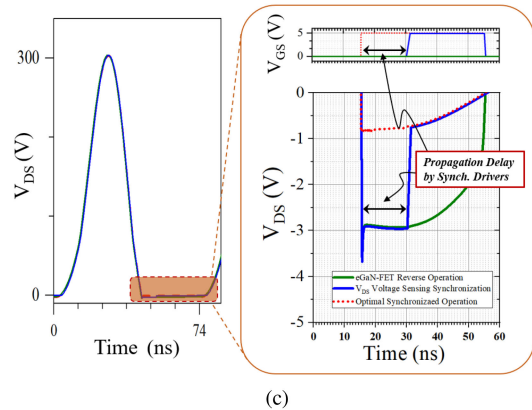 300
V_DS (V)
0
0
74
Time (ns)
V_GS (V)
5
0
0
-1
-2
-3
-4
-5
V_DS (V)
Propagation Delay
by Synch. Drivers
eGaN-FET Reverse Operation
V_DS Voltage Sensing Synchronization
Optimal Synchronized Operation
0 10 20 30 40 50 60
Time (ns)
(c)